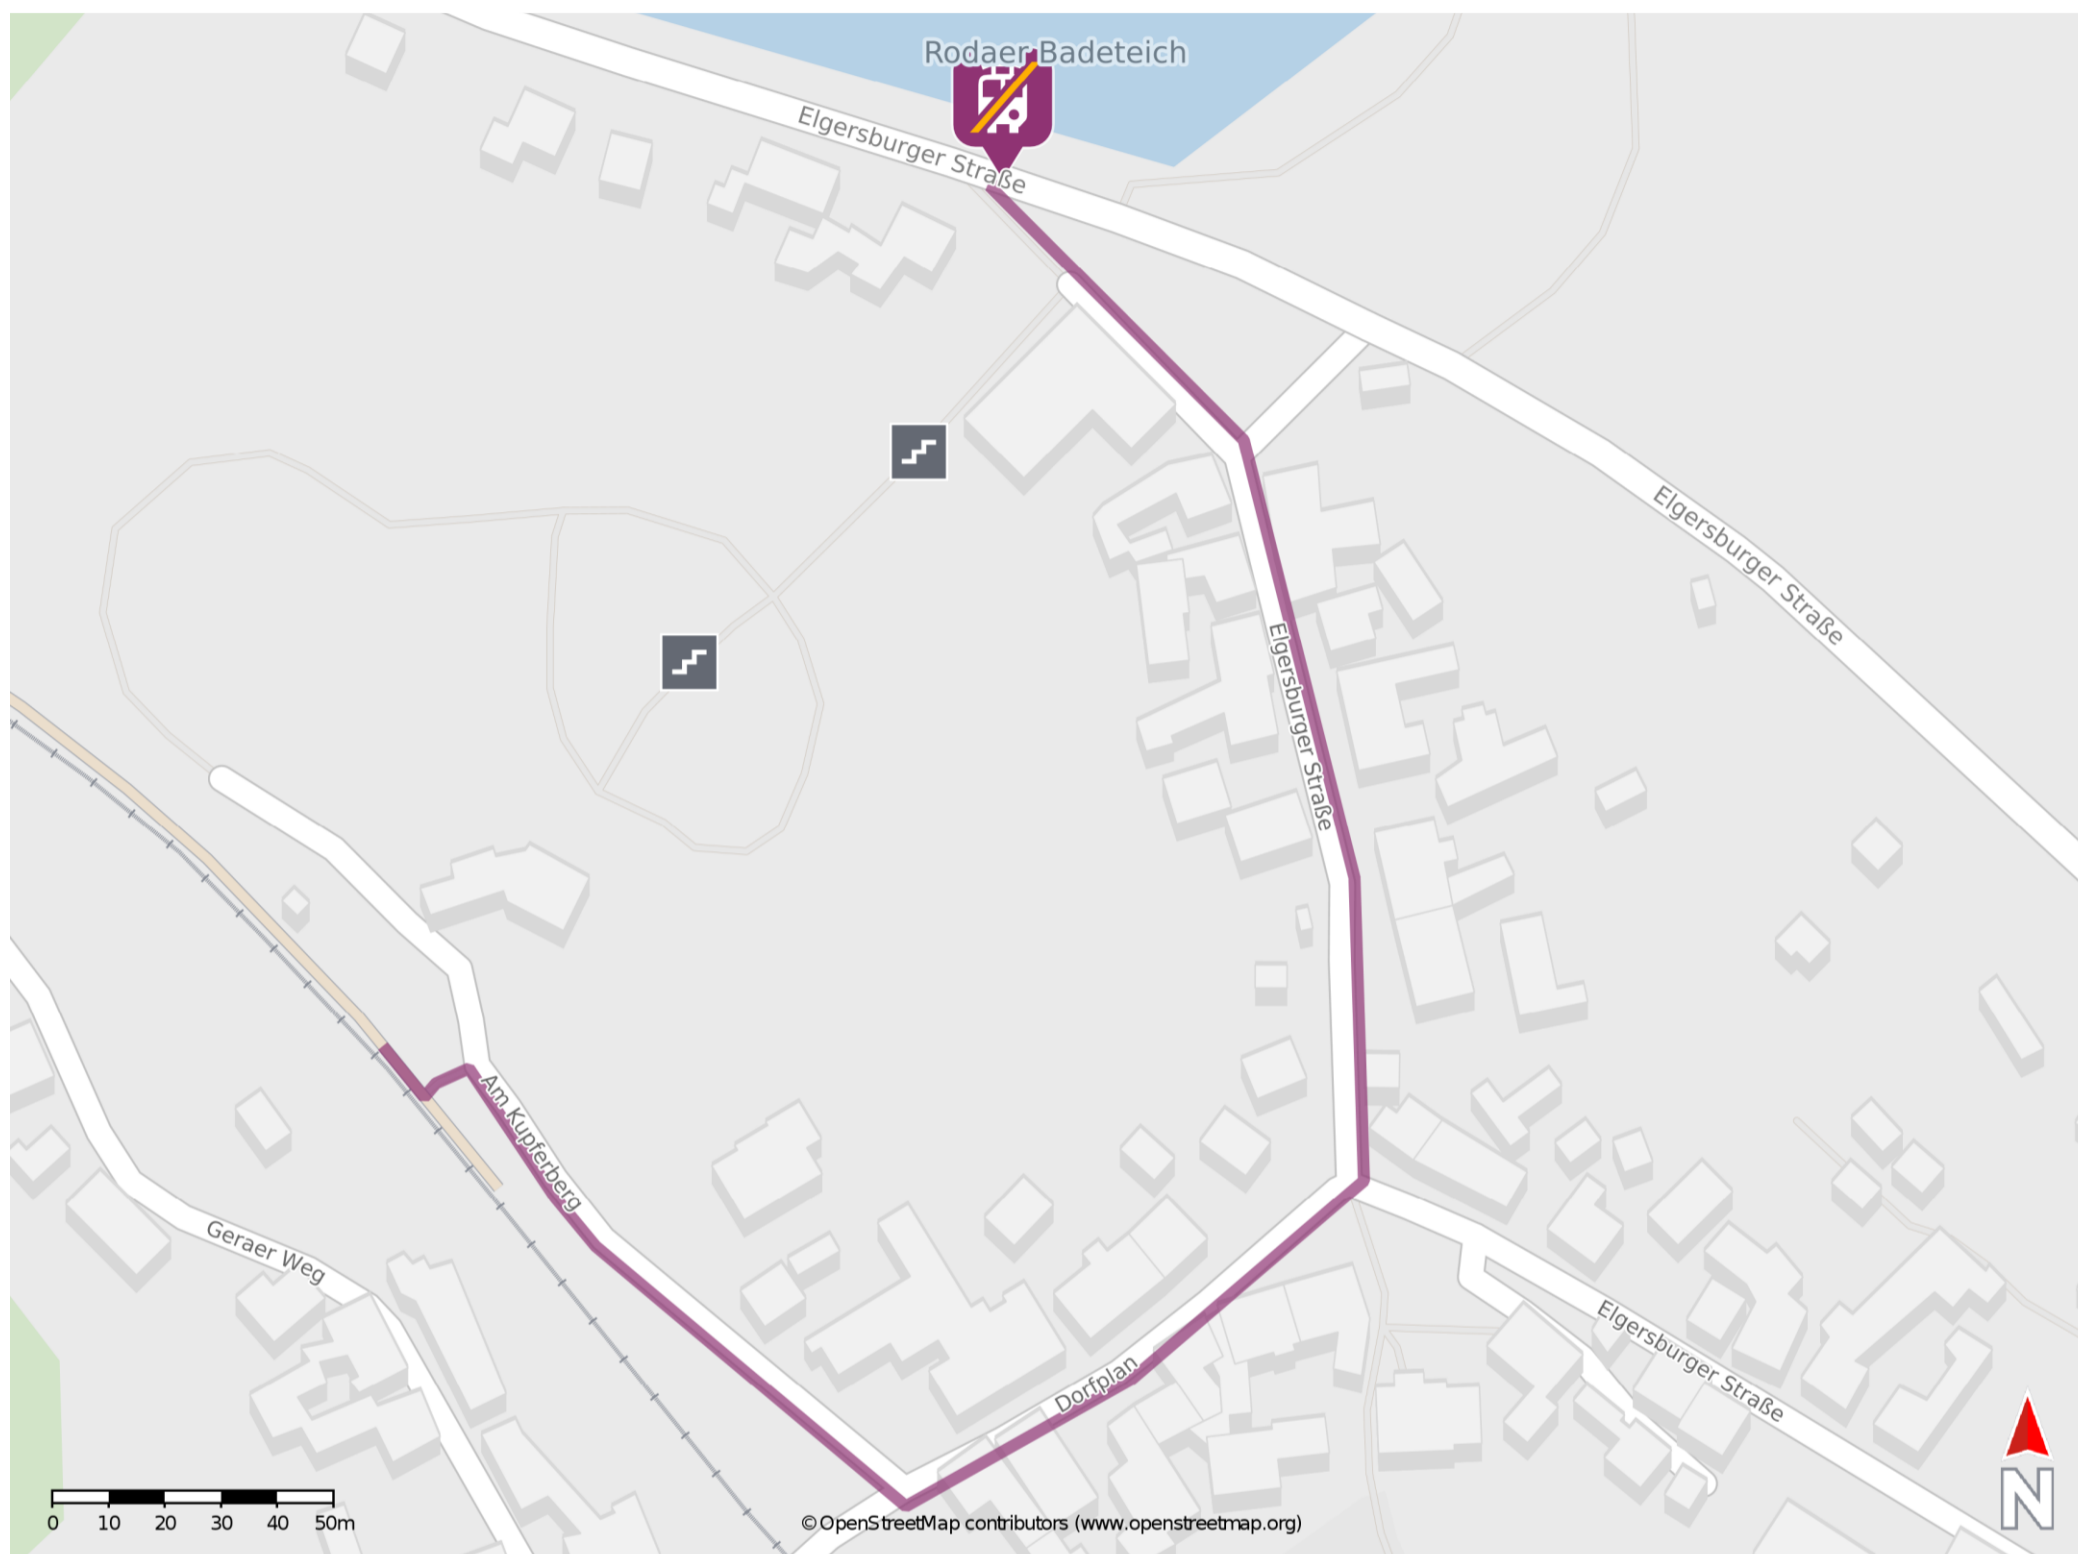 Rodaer Badeteich
Elgersburger Straße
Elgersburger Straße
Elgersburger Straße
Am Kupferberg
Geraer Weg
Dorfplan
Elgersburger Straße
0 10 20 30 40 50m
©OpenStreetMap contributors (www.openstreetmap.org)
N